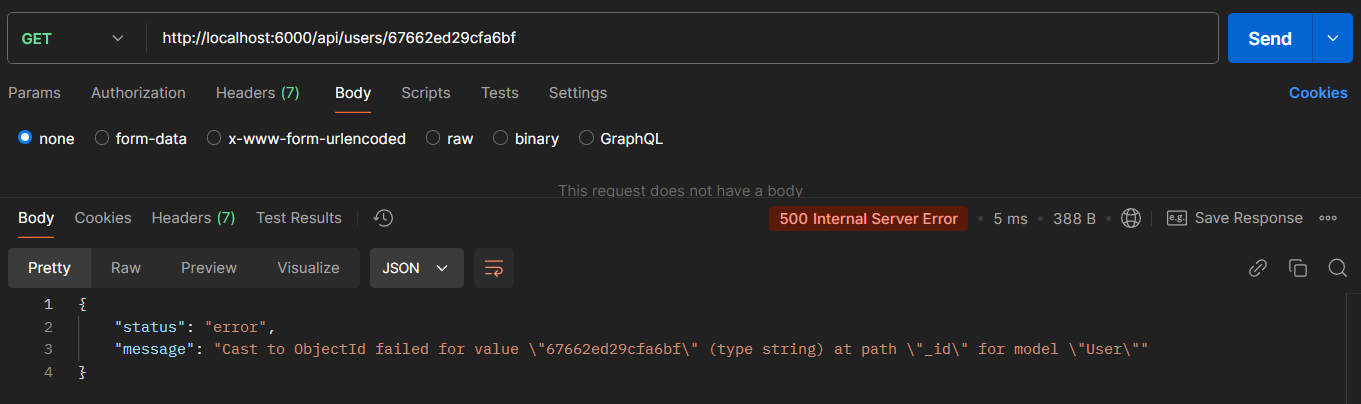 GET http://localhost:6000/api/users/67662ed29cfa6bf Send
Params Authorization Headers (7) Body Scripts Tests Settings Cookies
none form-data x-www-form-urlencoded raw binary GraphQL
This request does not have a body
Body Cookies Headers (7) Test Results 500 Internal Server Error • 5 ms • 388 B • e.g. Save Response
Pretty Raw Preview Visualize JSON
1 {
2 "status": "error",
3 "message": "Cast to ObjectId failed for value \"67662ed29cfa6bf\" (type string) at path \"_id\" for model \"User\""
4 }